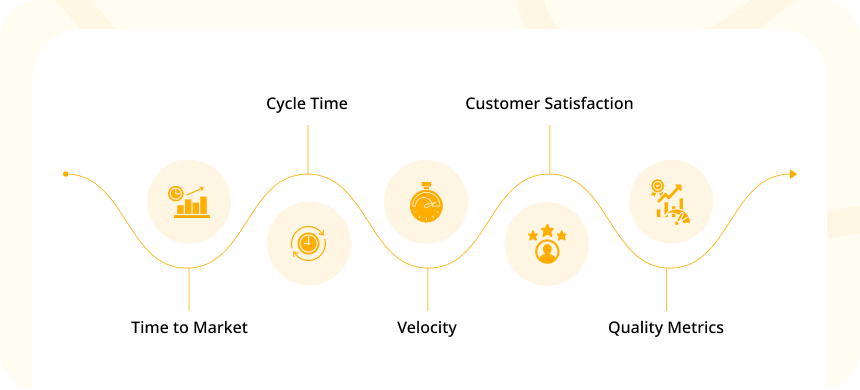 Cycle Time
Customer Satisfaction
Time to Market
Velocity
Quality Metrics